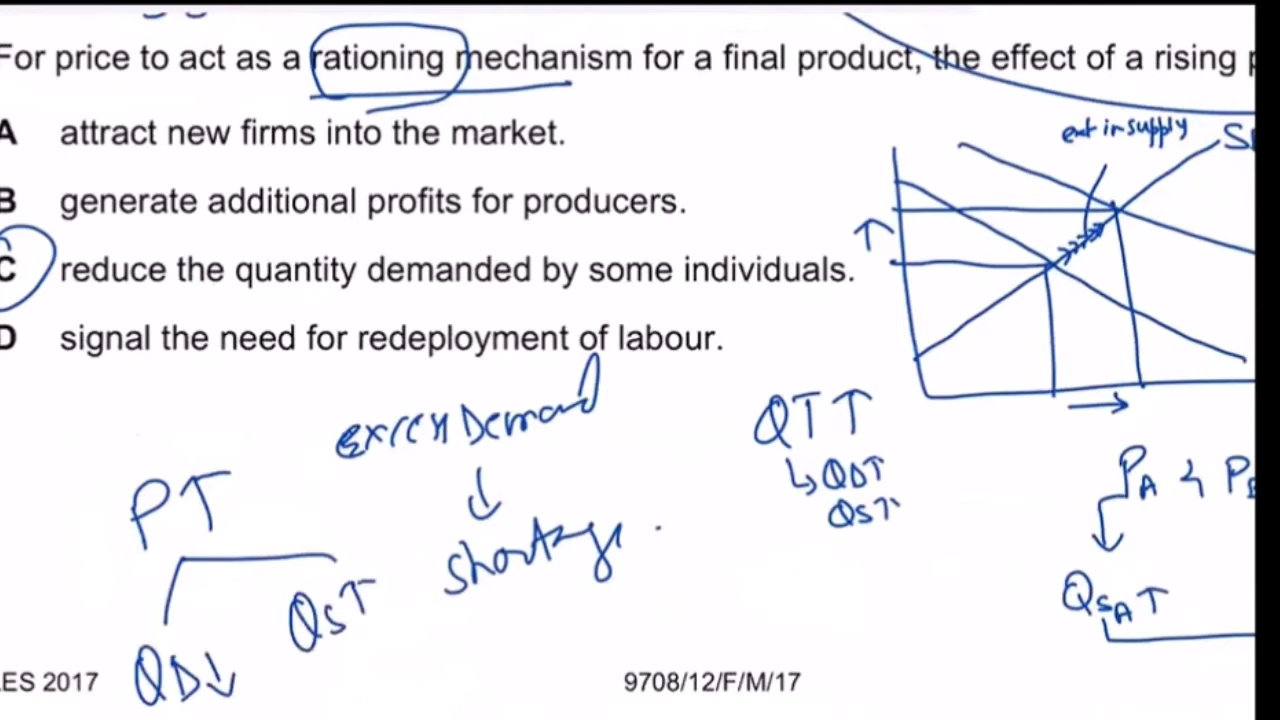 For price to act as a rationing mechanism for a final product, the effect of a rising
A attract new firms into the market.
B generate additional profits for producers.
C reduce the quantity demanded by some individuals.
D signal the need for redeployment of labour.
ext in supply
excess Demand
↓
shortage.
P↑
QS↑
QD↓
QT↑
↳QD↑
QS↑
PA
QSA↑
LES 2017
9708/12/F/M/17